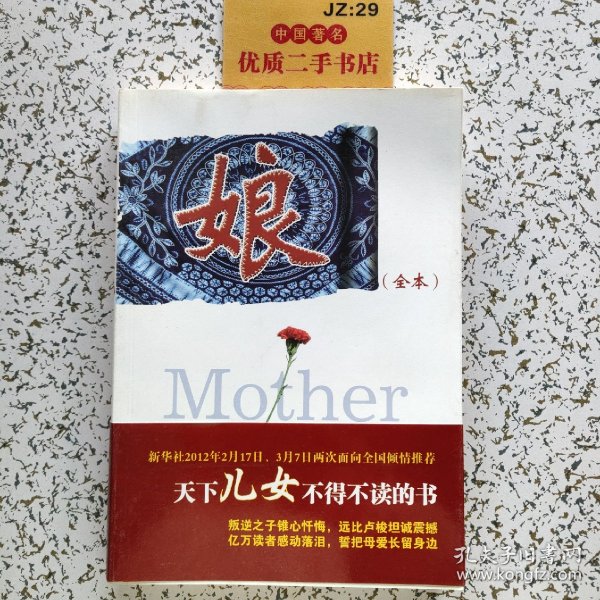 JZ:29
中国著名
优质二手书店
娘
（全本）
Mother
新华社2012年2月17日、3月7日两次面向全国倾情推荐
天下儿女不得不读的书
叛逆之子锥心忏悔，远比卢梭坦诚震撼
亿万读者感动落泪，誓把母爱长留身边
孔夫子旧书网
www.kongfz.com